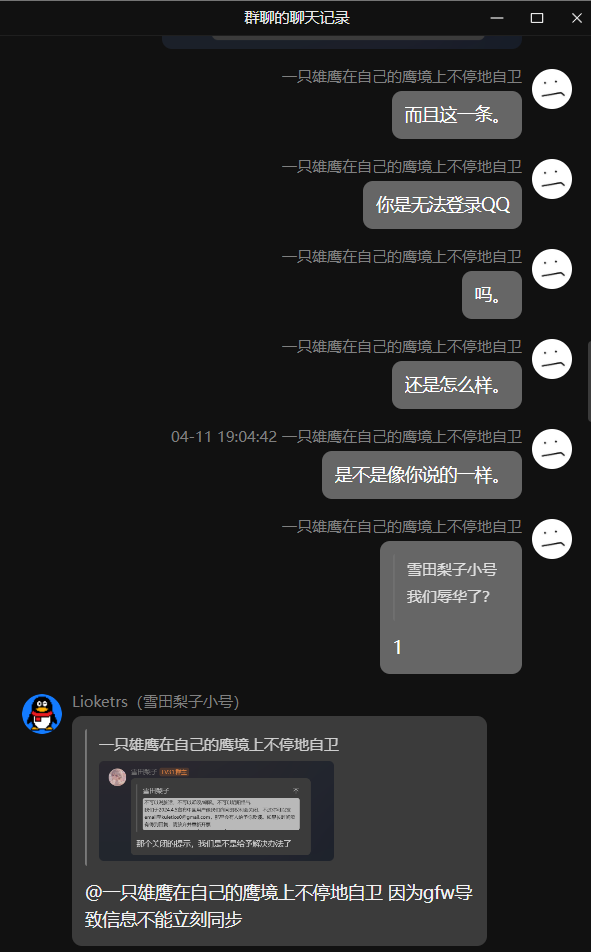 群聊的聊天记录
一只雄鹰在自己的鹰境上不停地自卫
而且这一条。
一只雄鹰在自己的鹰境上不停地自卫
你是无法登录QQ
一只雄鹰在自己的鹰境上不停地自卫
吗。
一只雄鹰在自己的鹰境上不停地自卫
还是怎么样。
04-11 19:04:42 一只雄鹰在自己的鹰境上不停地自卫
是不是像你说的一样。
一只雄鹰在自己的鹰境上不停地自卫
雪田梨子小号
我们辱华了？
1
Lioketrs（雪田梨子小号）
一只雄鹰在自己的鹰境上不停地自卫
雪田梨子
雪田梨子
那个关闭的提示，我们是不是给予解决办法了
@一只雄鹰在自己的鹰境上不停地自卫 因为gfw导
致信息不能立刻同步